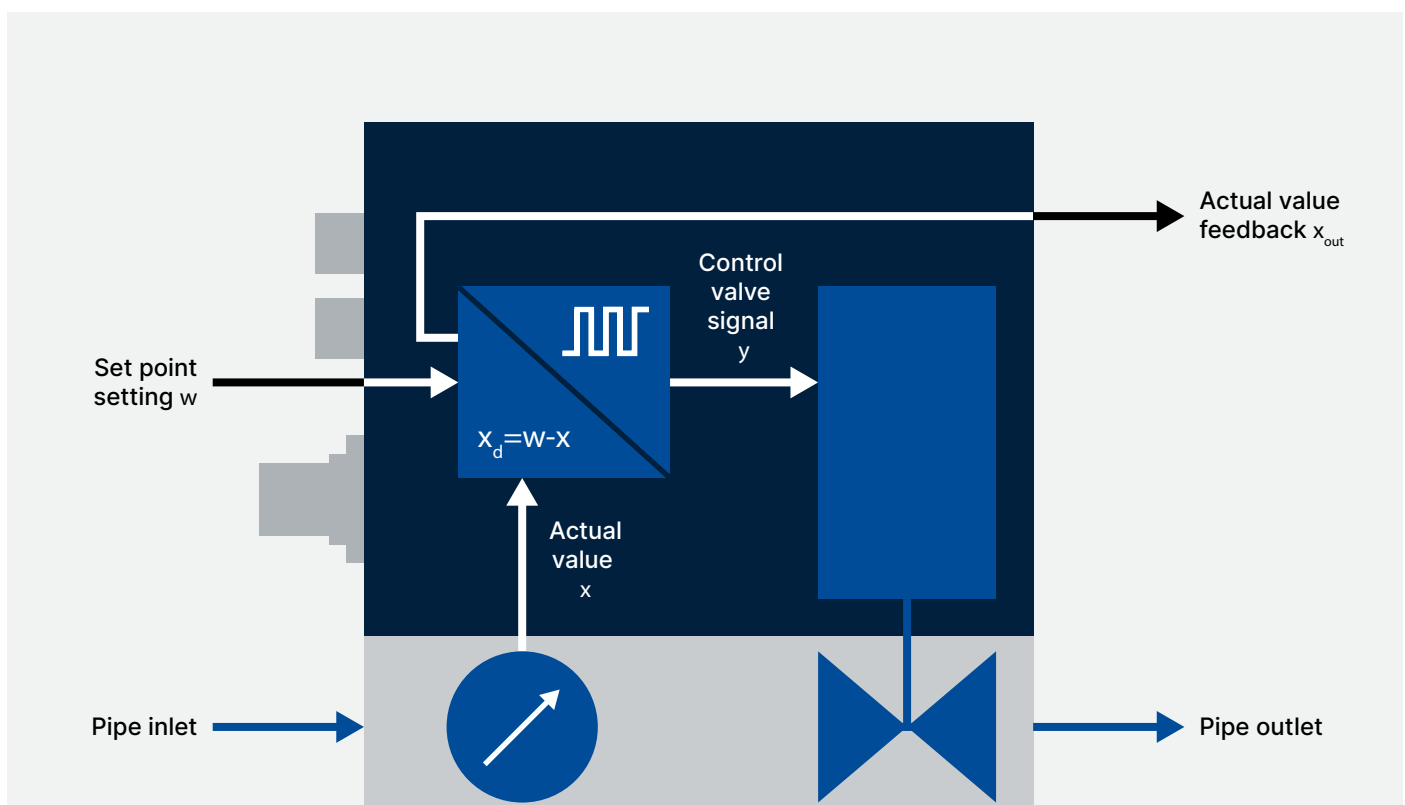 Actual value
feedback x_out
Control
valve
signal
y
Set point
setting w
x_d=w-x
Actual
value
x
Pipe inlet
Pipe outlet